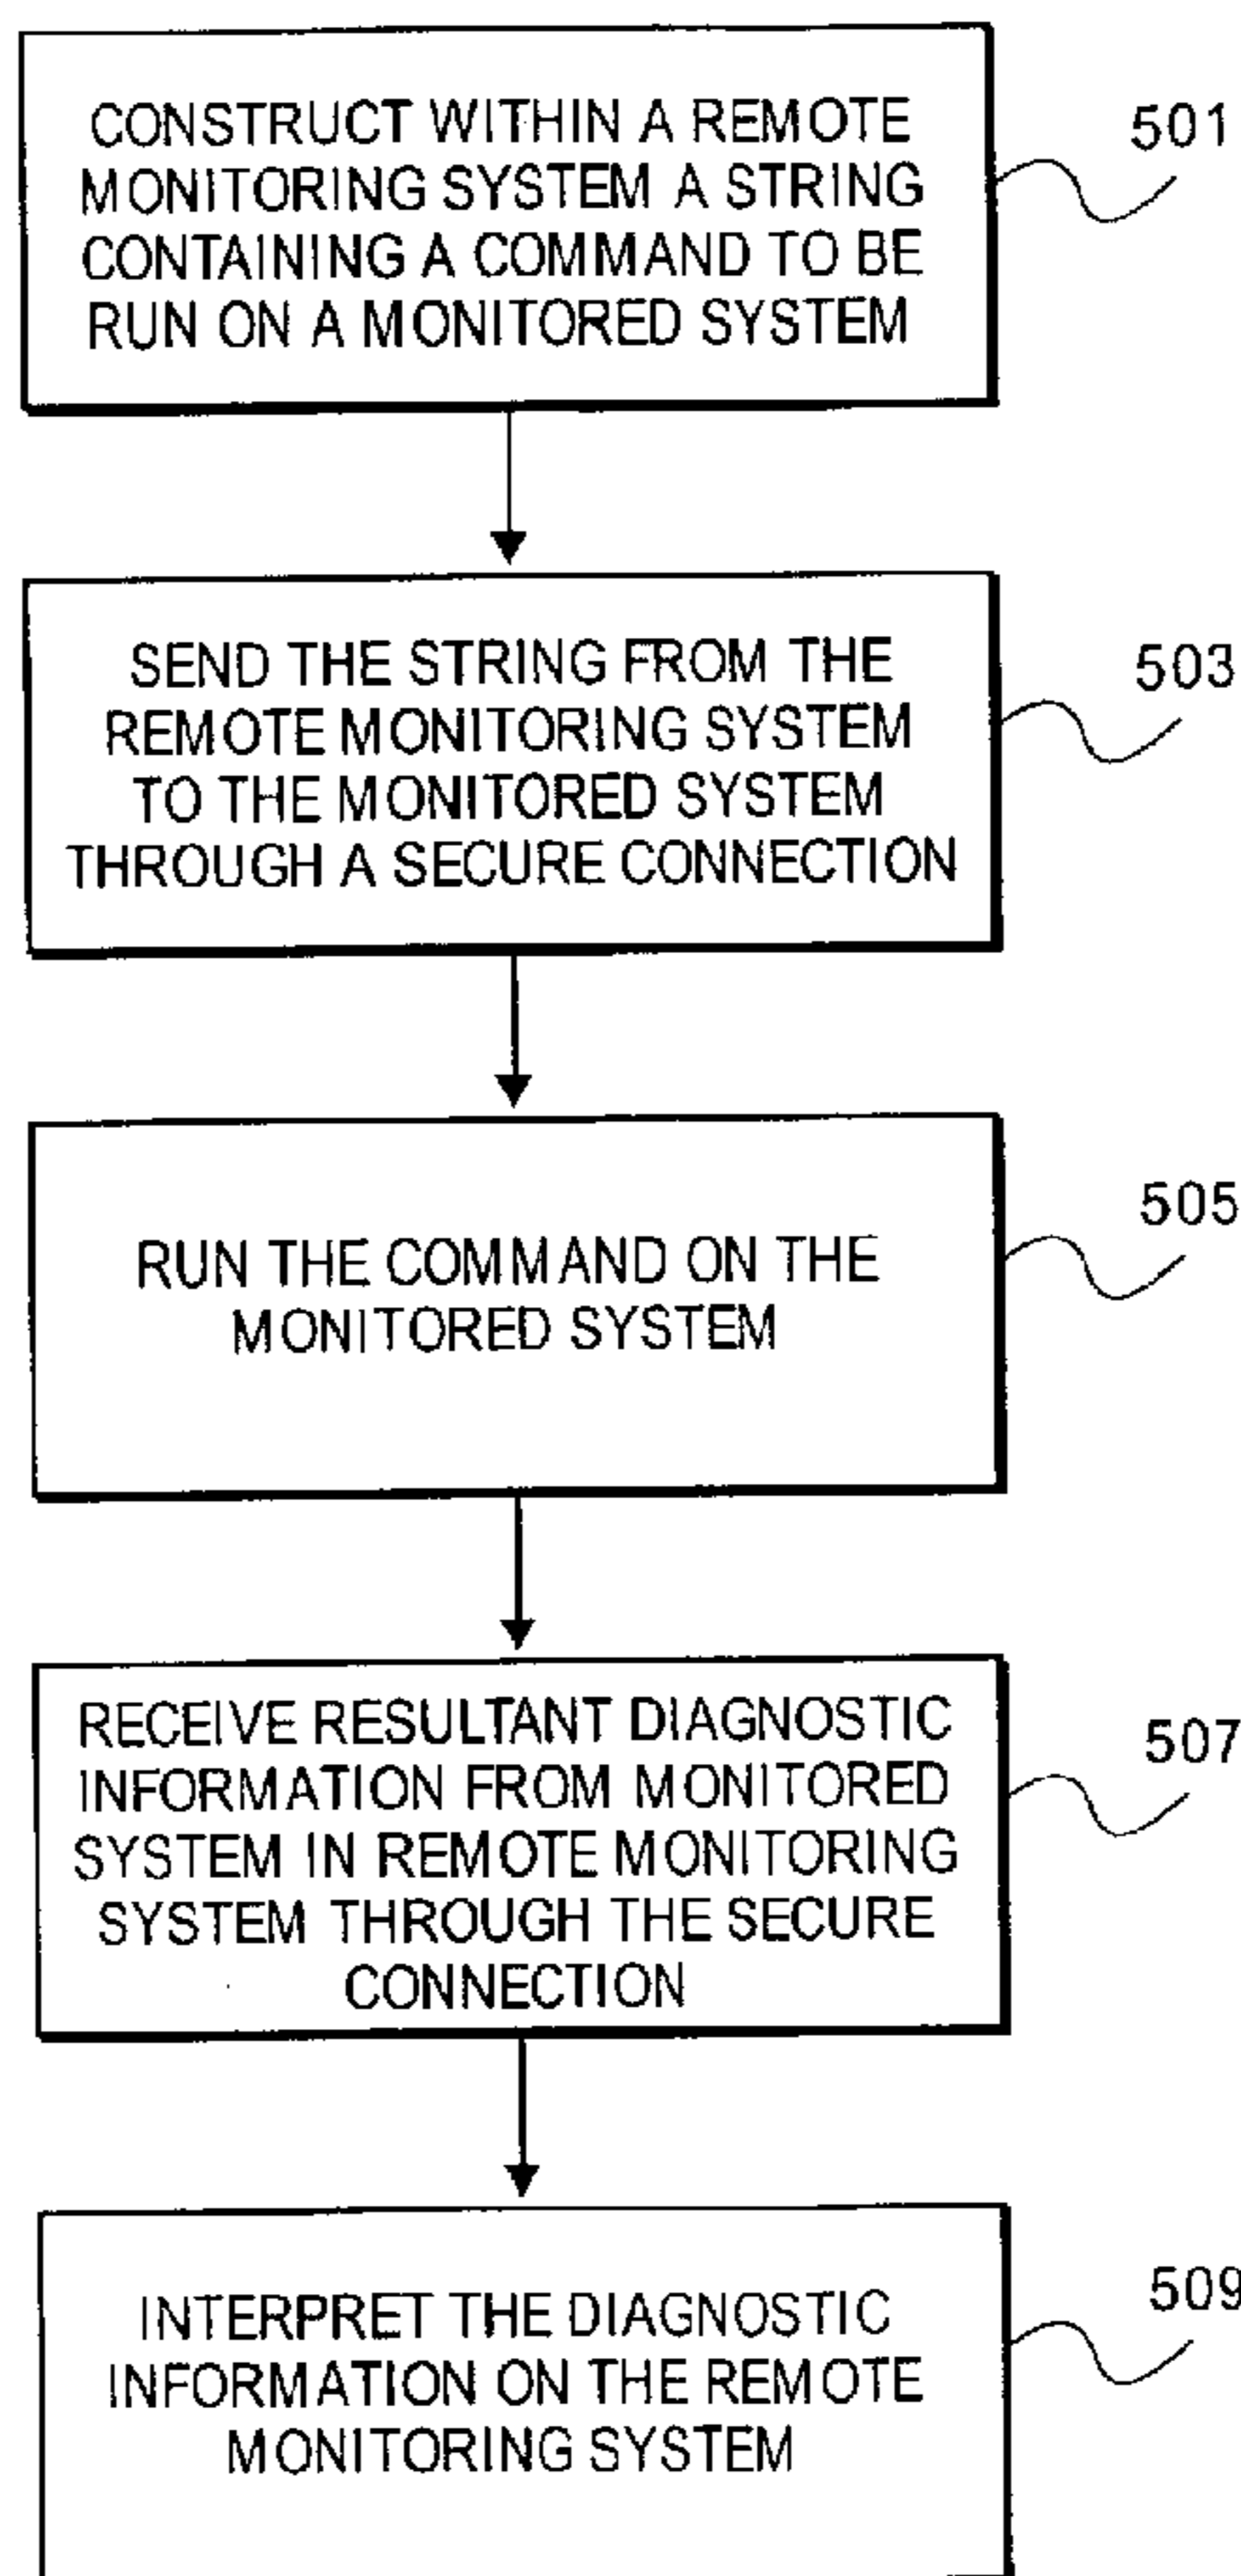 CONSTRUCT WITHIN A REMOTE
MONITORING SYSTEM A STRING
CONTAINING A COMMAND TO BE
RUN ON A MONITORED SYSTEM
501
SEND THE STRING FROM THE
REMOTE MONITORING SYSTEM
TO THE MONITORED SYSTEM
THROUGH A SECURE CONNECTION
503
RUN THE COMMAND ON THE
MONITORED SYSTEM
505
RECEIVE RESULTANT DIAGNOSTIC
INFORMATION FROM MONITORED
SYSTEM IN REMOTE MONITORING
SYSTEM THROUGH THE SECURE
CONNECTION
507
INTERPRET THE DIAGNOSTIC
INFORMATION ON THE REMOTE
MONITORING SYSTEM
509